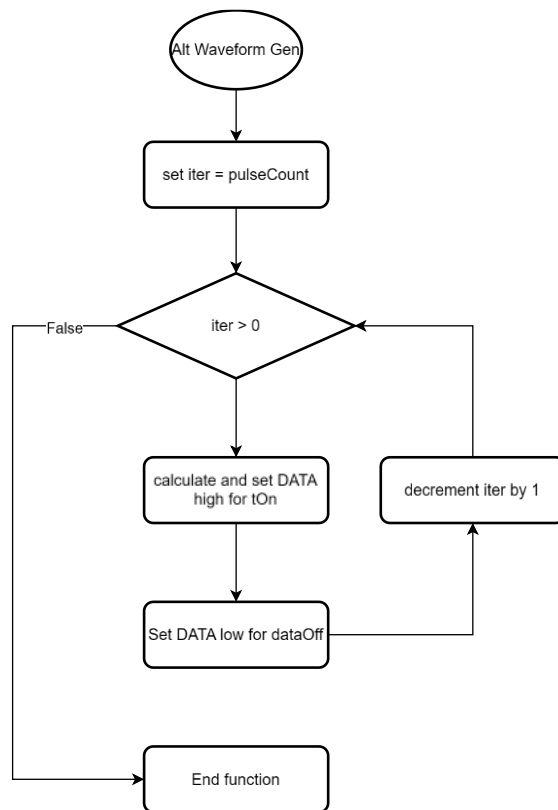 Alt Waveform Gen
set iter = pulseCount
iter > 0
False
calculate and set DATA
high for tOn
decrement iter by 1
Set DATA low for dataOff
End function